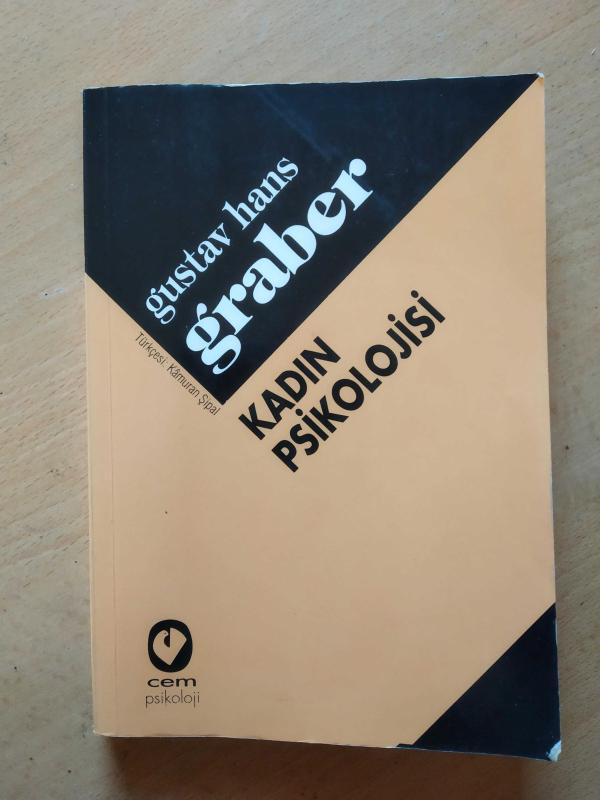 gustav hans
graber
Türkçesi: Kâmuran Şipal
KADIN
PSİKOLOJİSİ
cem
psikoloji